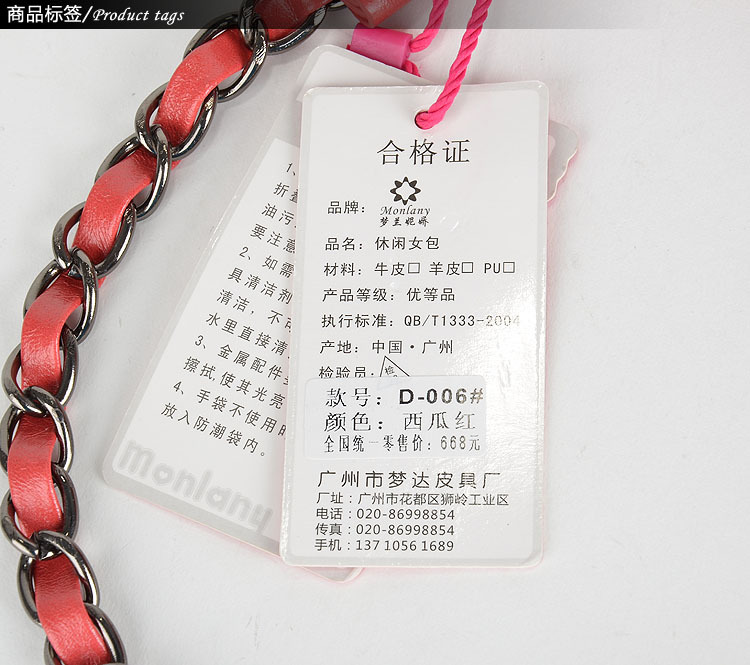 商品标签/Product tags
合格证
品牌: Monlany
梦兰妮娇
品名: 休闲女包
材料: 牛皮□ 羊皮□ PU□
产品等级: 优等品
执行标准: QB/T1333-2004
产地: 中国·广州
检验员:
款号: D-006#
颜色: 西瓜红
全国统一零售价: 668元
广州市梦达皮具厂
厂址: 广州市花都区狮岭工业区
电话: 020-86998854
传真: 020-86998854
手机: 13710561689
1、
折叠
油污
要注意
2、如需
具清洁剂
清洁，不可
水里直接清
3、金属配件
擦拭,使其光亮
4、手袋不使用时
放入防潮袋内。
monlany